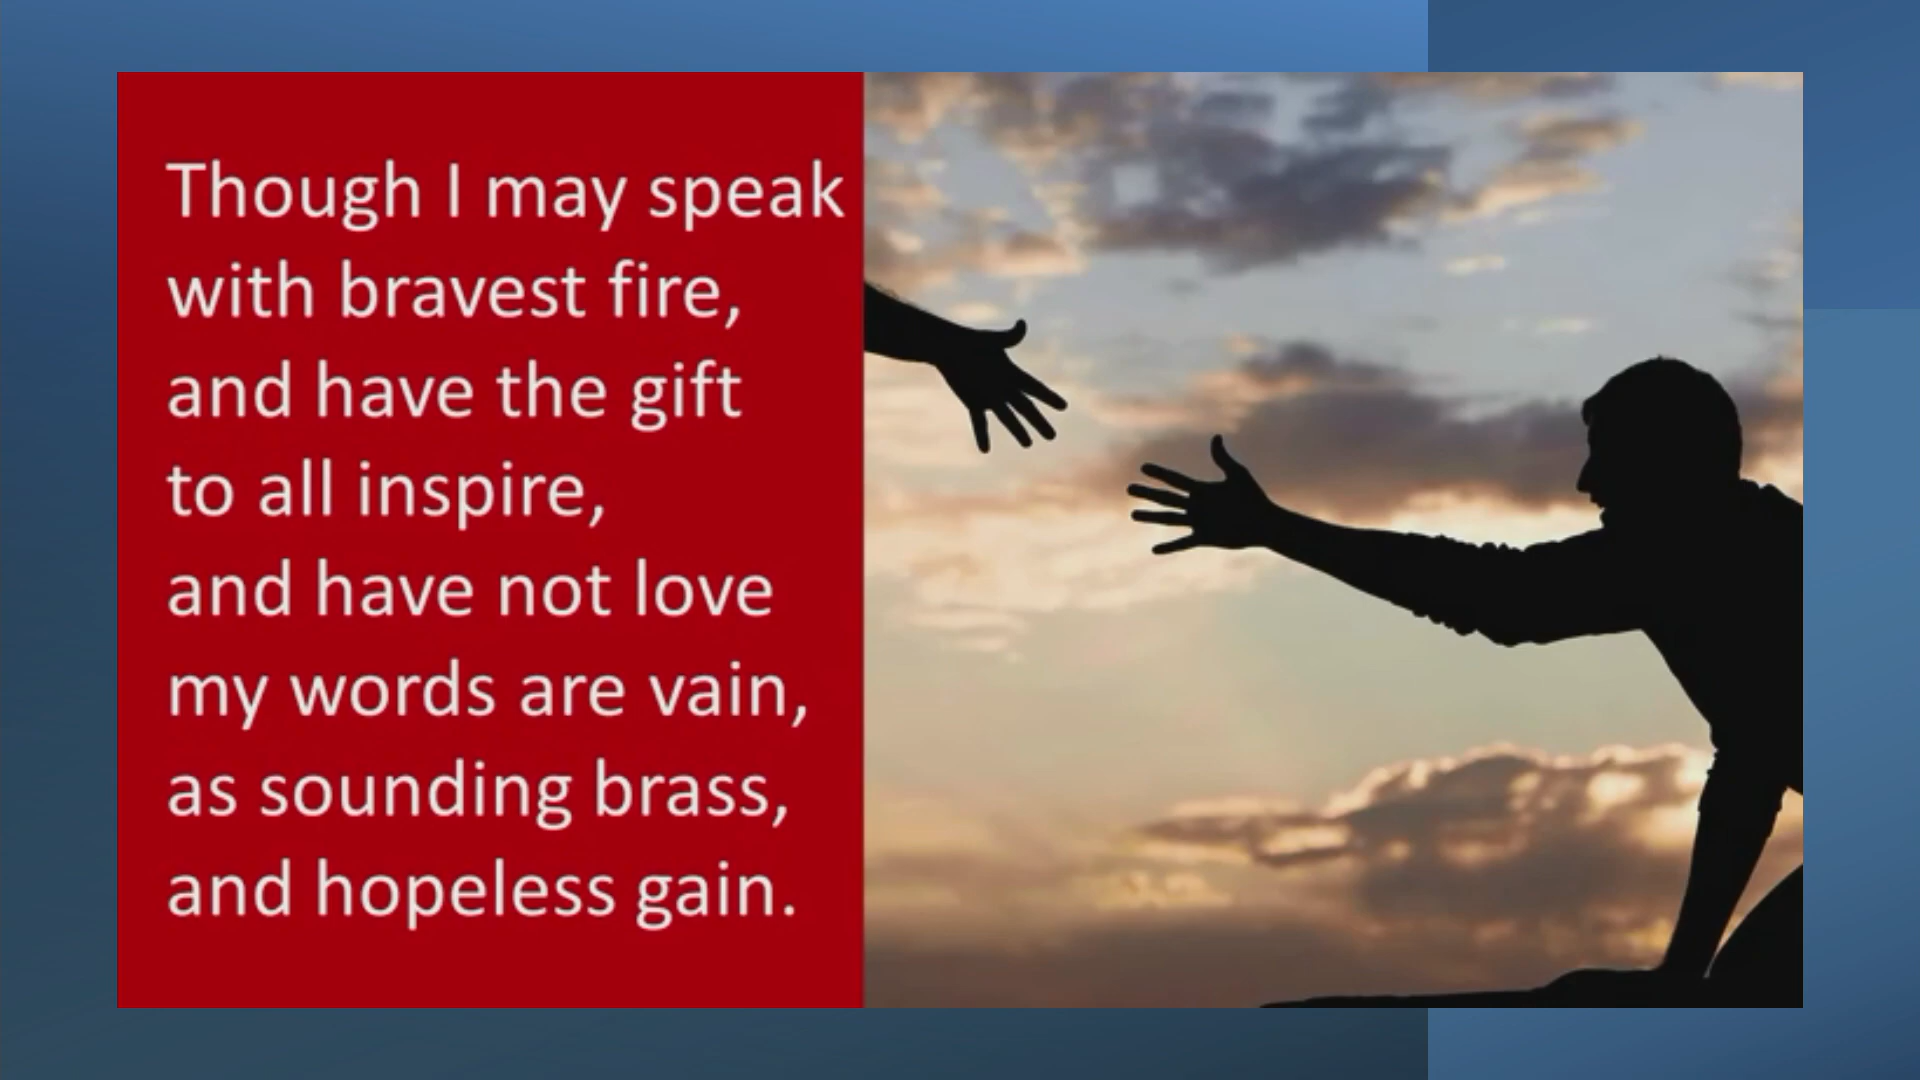 Though I may speak
with bravest fire,
and have the gift
to all inspire,
and have not love
my words are vain,
as sounding brass,
and hopeless gain.